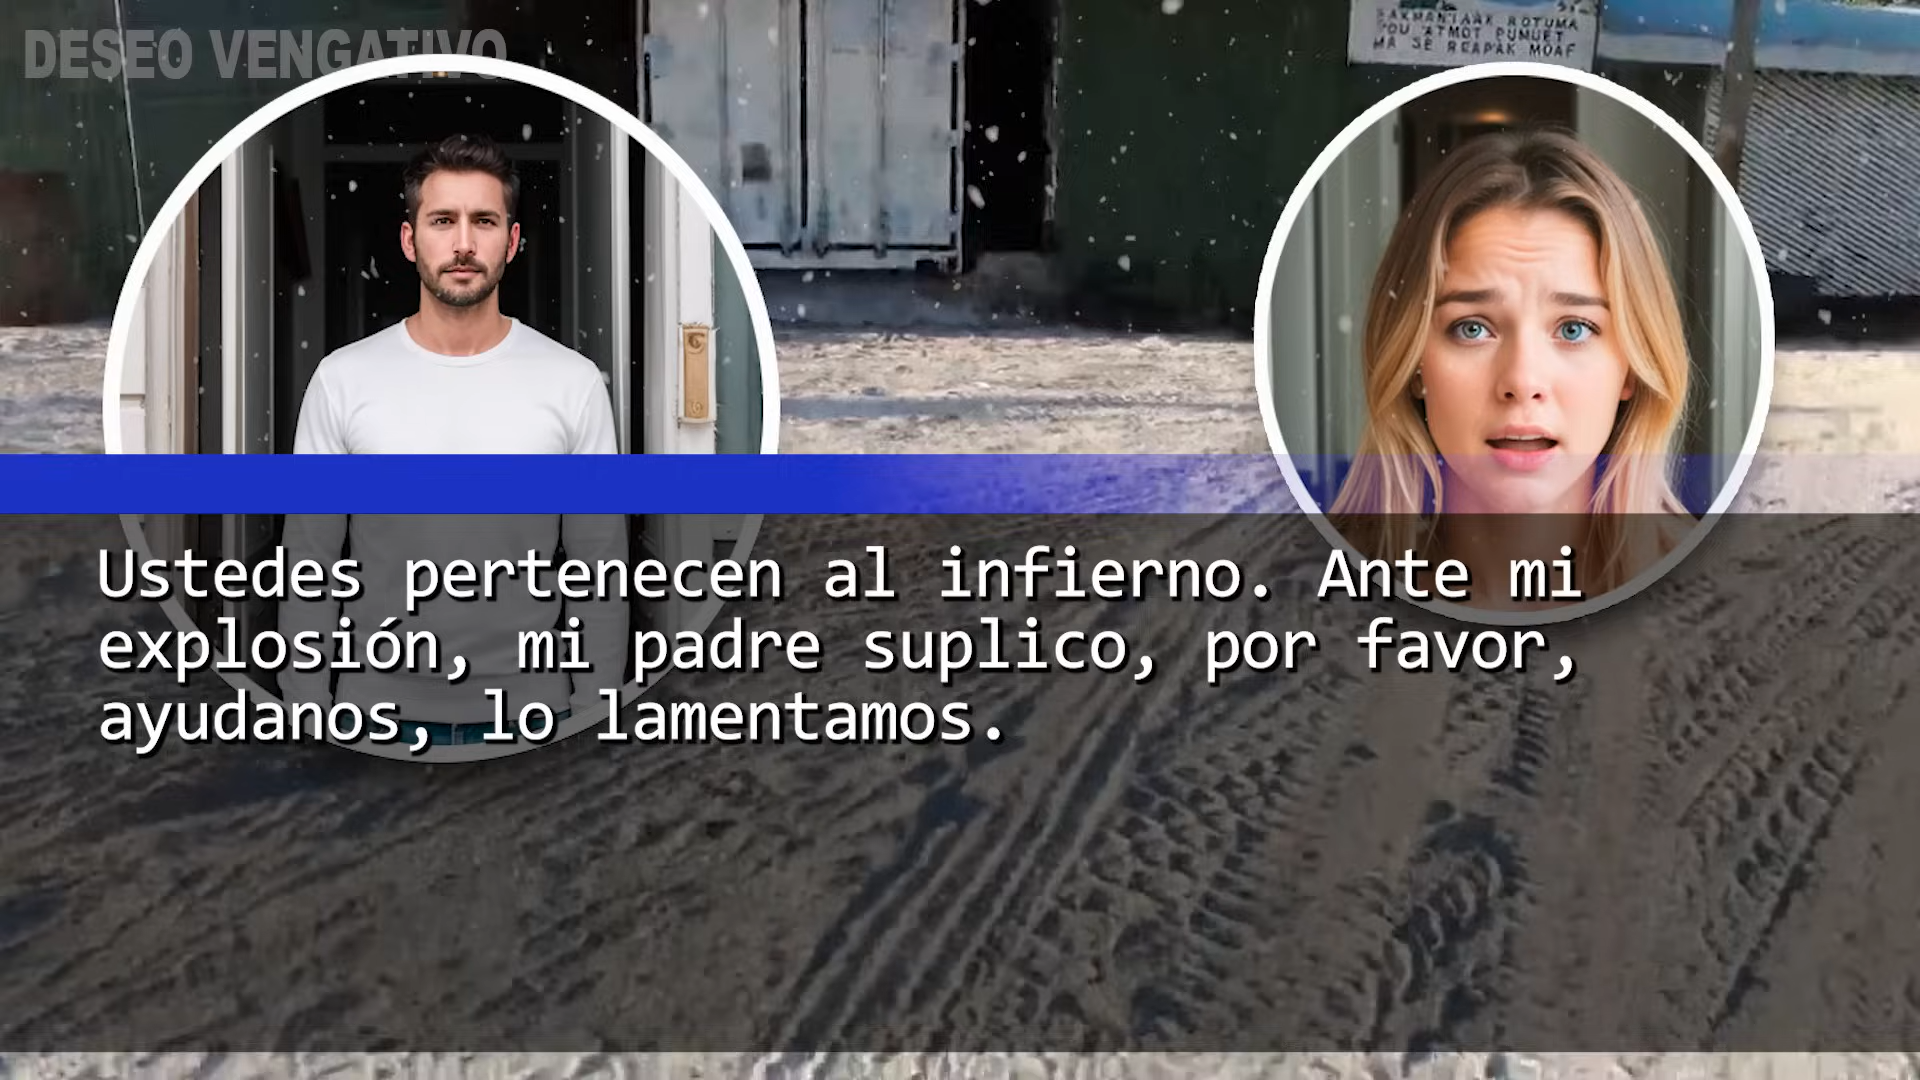 DESEO VENGATIVO
Ustedes pertenecen al infierno. Ante mi
explosión, mi padre suplico, por favor,
ayudanos, lo lamentamos.